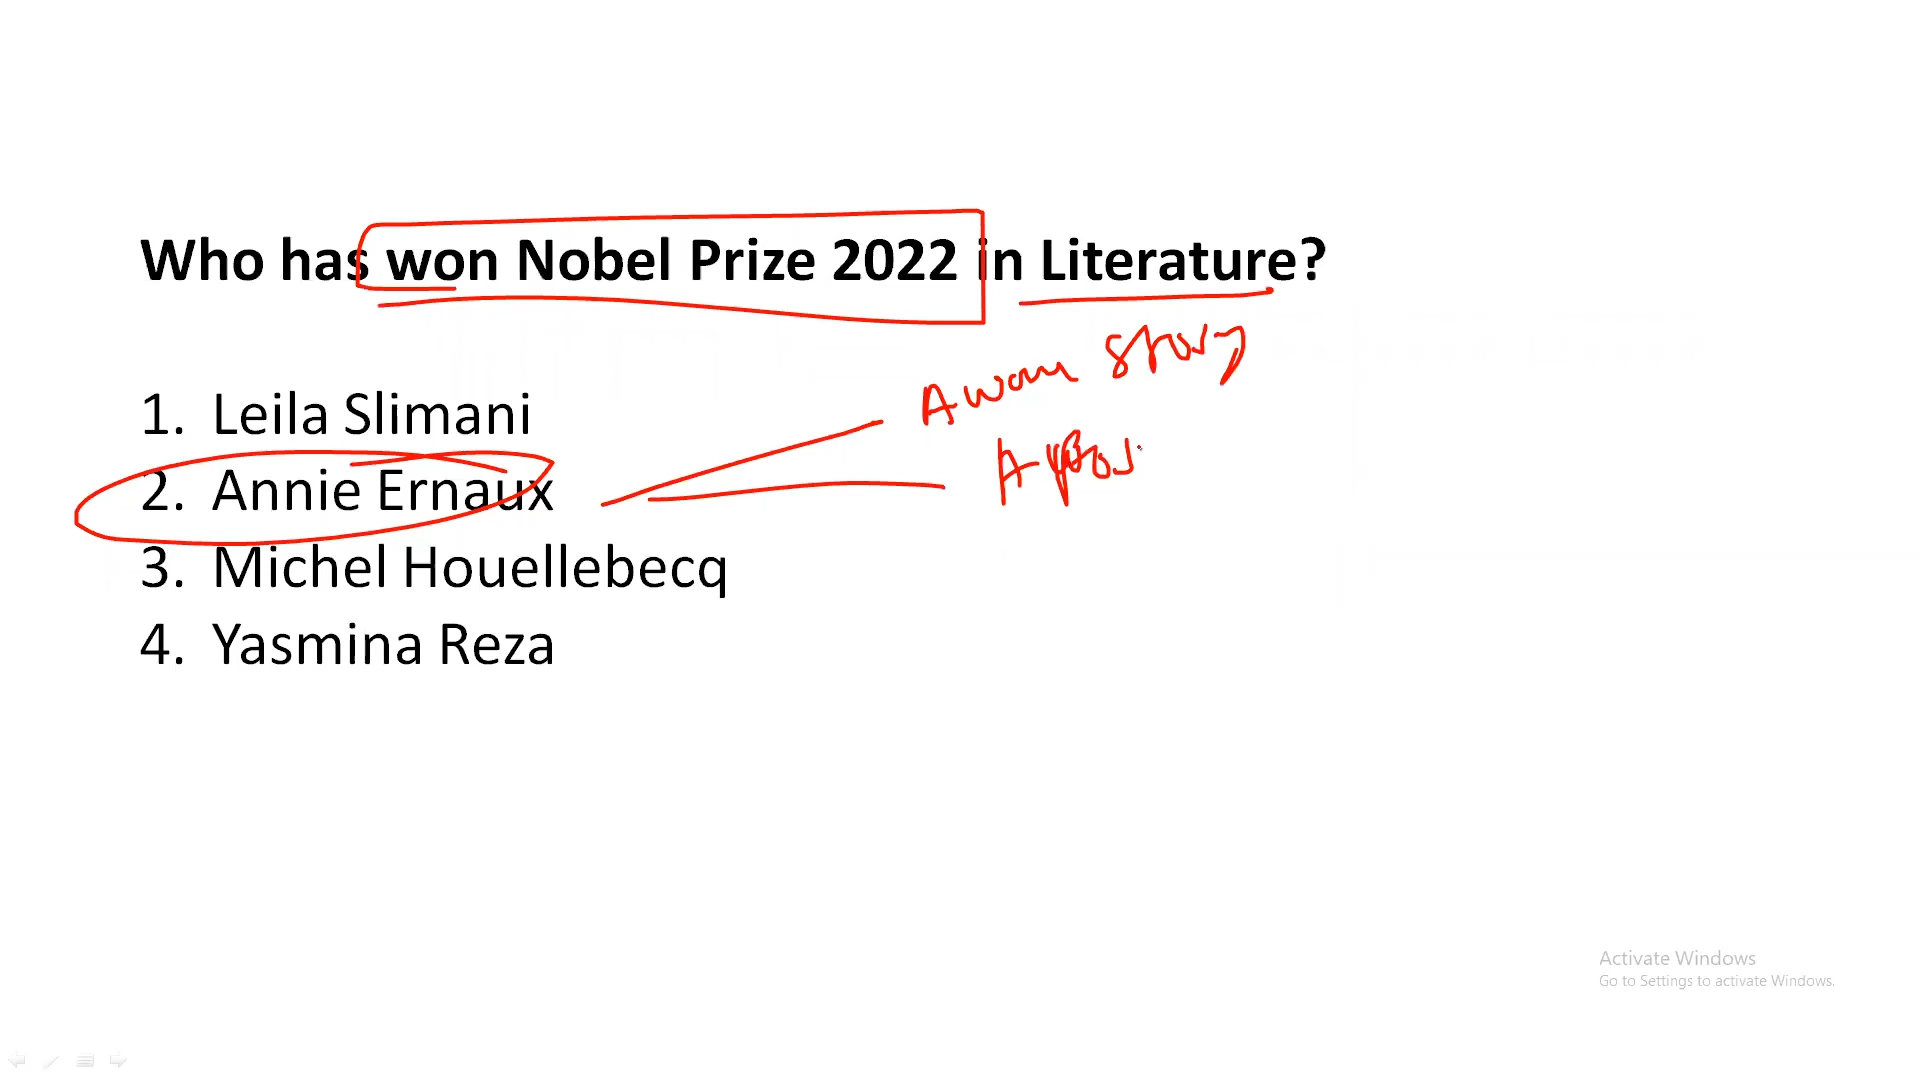 Who has won Nobel Prize 2022 in Literature?
A wom story
1. Leila Slimani
2. Annie Ernaux
3. Michel Houellebecq
4. Yasmina Reza
Activate Windows
Go to Settings to activate Windows.